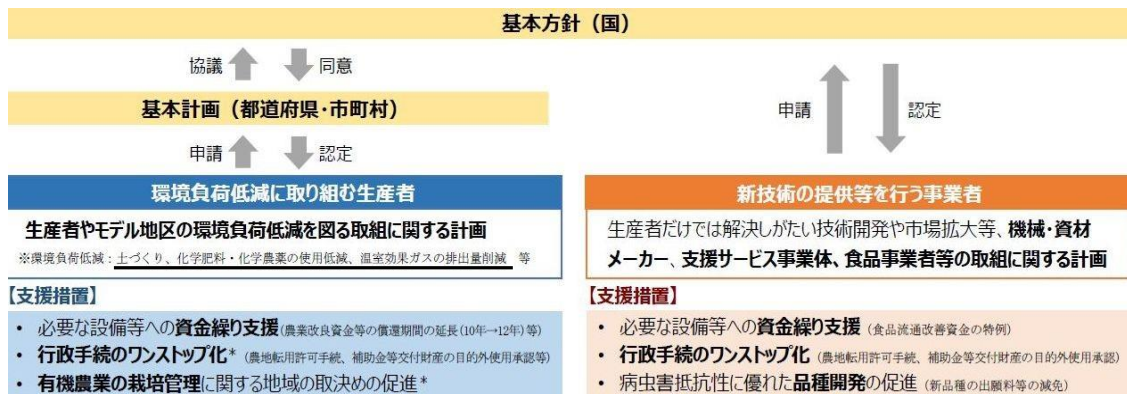 基本方針（国）
協議 同意
基本計画（都道府県･市町村）
申請 認定
環境負荷低減に取り組む生産者
生産者やモデル地区の環境負荷低減を図る取組に関する計画
※環境負荷低減：土づくり、化学肥料・化学農薬の使用低減、温室効果ガスの排出量削減 等
【支援措置】
• 必要な設備等への資金繰り支援（農業改良資金等の償還期間の延長(10年→12年)等）
• 行政手続のワンストップ化*（農地転用許可手続、補助金等交付財産の目的外使用承認等）
• 有機農業の栽培管理に関する地域の取決めの促進*
申請 認定
新技術の提供等を行う事業者
生産者だけでは解決しがたい技術開発や市場拡大等、機械･資材
メーカー、支援サービス事業体、食品事業者等の取組に関する計画
【支援措置】
• 必要な設備等への資金繰り支援（食品流通改善資金の特例）
• 行政手続のワンストップ化（農地転用許可手続、補助金等交付財産の目的外使用承認）
• 病虫害抵抗性に優れた品種開発の促進（新品種の出願料等の減免）